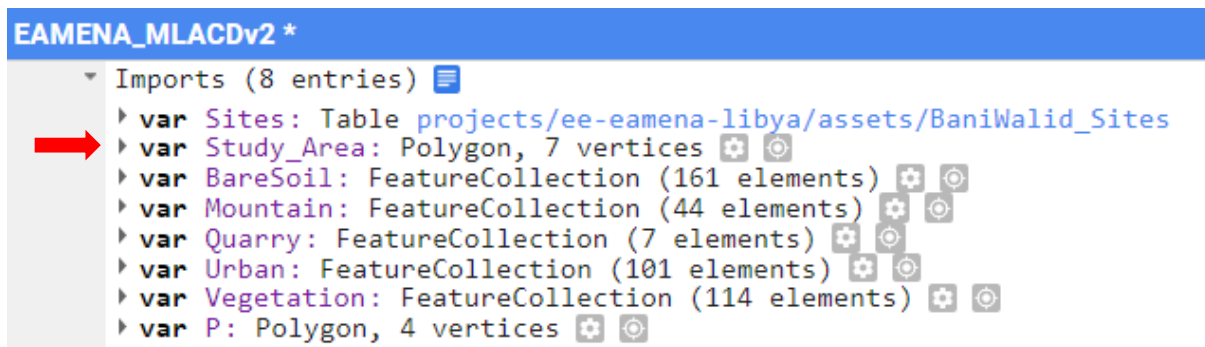 EAMENA_MLACDv2 *
Imports (8 entries)
var Sites: Table projects/ee-eamena-libya/assets/BaniWalid_Sites
var Study_Area: Polygon, 7 vertices
var BareSoil: FeatureCollection (161 elements)
var Mountain: FeatureCollection (44 elements)
var Quarry: FeatureCollection (7 elements)
var Urban: FeatureCollection (101 elements)
var Vegetation: FeatureCollection (114 elements)
var P: Polygon, 4 vertices